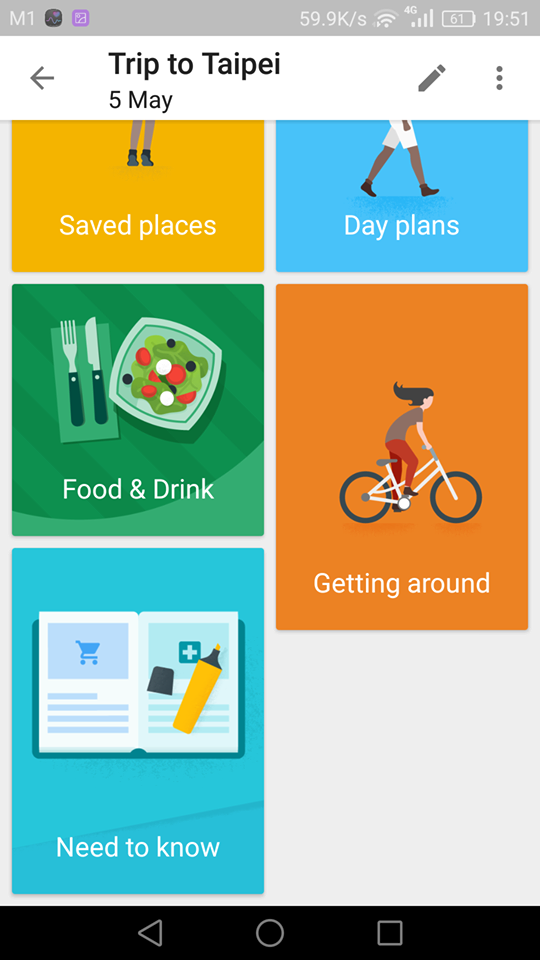 M1 59.9K/s 4G 61 19:51
Trip to Taipei
5 May
Saved places
Day plans
Food & Drink
Getting around
Need to know